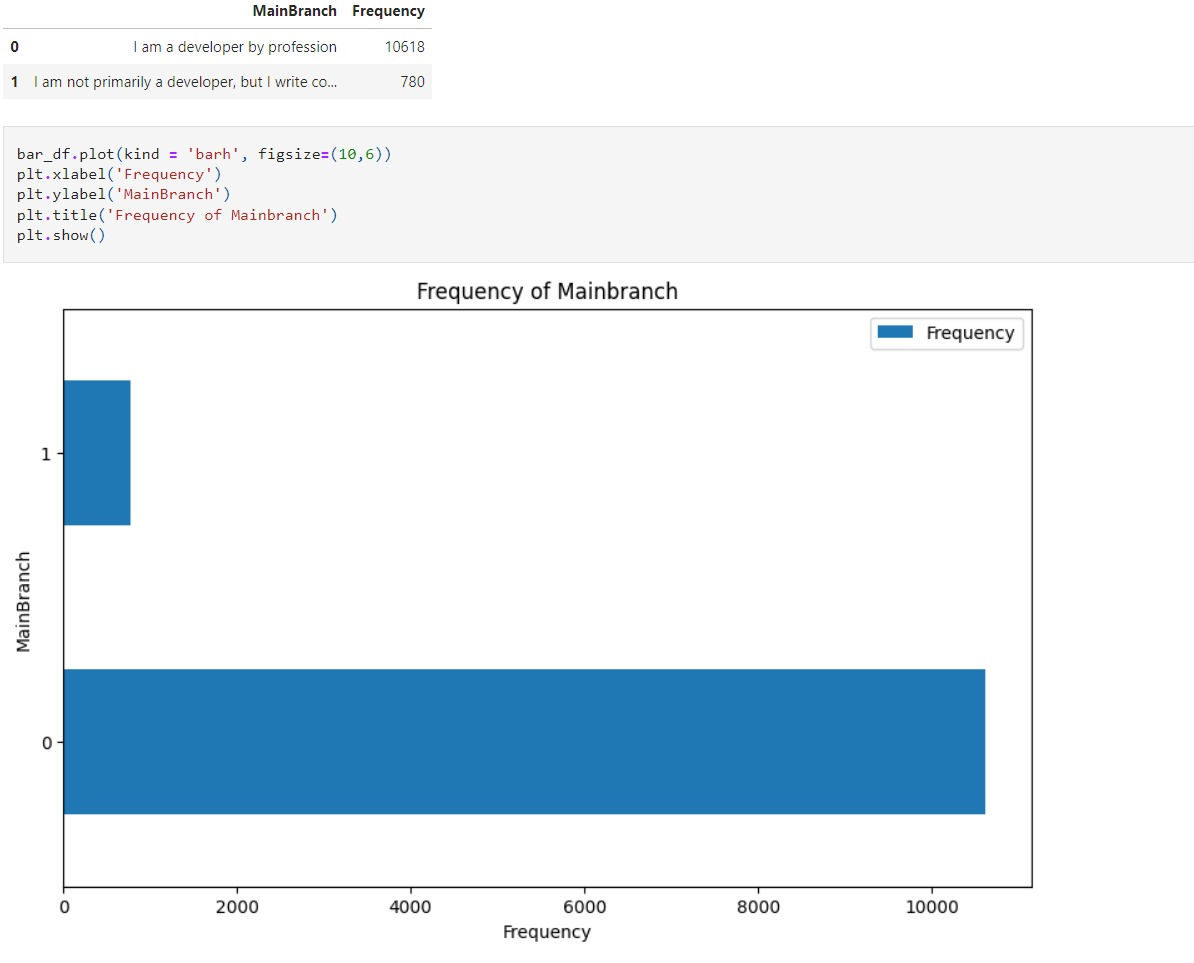 MainBranch Frequency
0 I am a developer by profession 10618
1 I am not primarily a developer, but I write co... 780
bar_df.plot(kind = 'barh', figsize=(10,6))
plt.xlabel('Frequency')
plt.ylabel('MainBranch')
plt.title('Frequency of Mainbranch')
plt.show()
Frequency of Mainbranch
Frequency
1
MainBranch
0
0 2000 4000 6000 8000 10000
Frequency